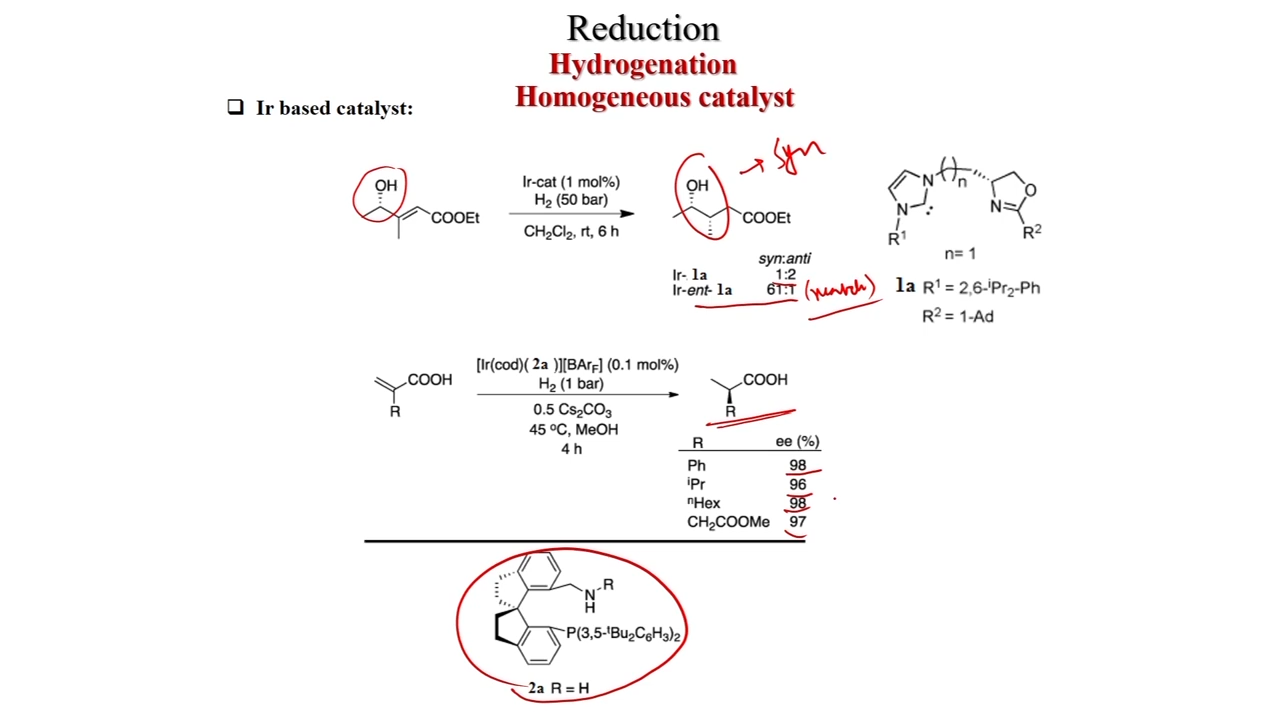 Reduction
Hydrogenation
Homogeneous catalyst
❑ Ir based catalyst:
OH
COOEt
Ir-cat (1 mol%)
H₂ (50 bar)
CH₂Cl₂, rt, 6 h
OH
COOEt
→ Syn
syn:anti
Ir- 1a 1:2
Ir-ent- 1a 61:1 (match)
N ( )n
N
R¹
O
N
R²
n= 1
1a R¹ = 2,6-ⁱPr₂-Ph
R² = 1-Ad
COOH
R
[Ir(cod)( 2a )][BArF] (0.1 mol%)
H₂ (1 bar)
0.5 Cs₂CO₃
45 ºC, MeOH
4 h
COOH
R
R ee (%)
Ph 98
ⁱPr 96
ⁿHex 98
CH₂COOMe 97
N R
H
P(3,5-ᵗBu₂C₆H₃)₂
2a R = H